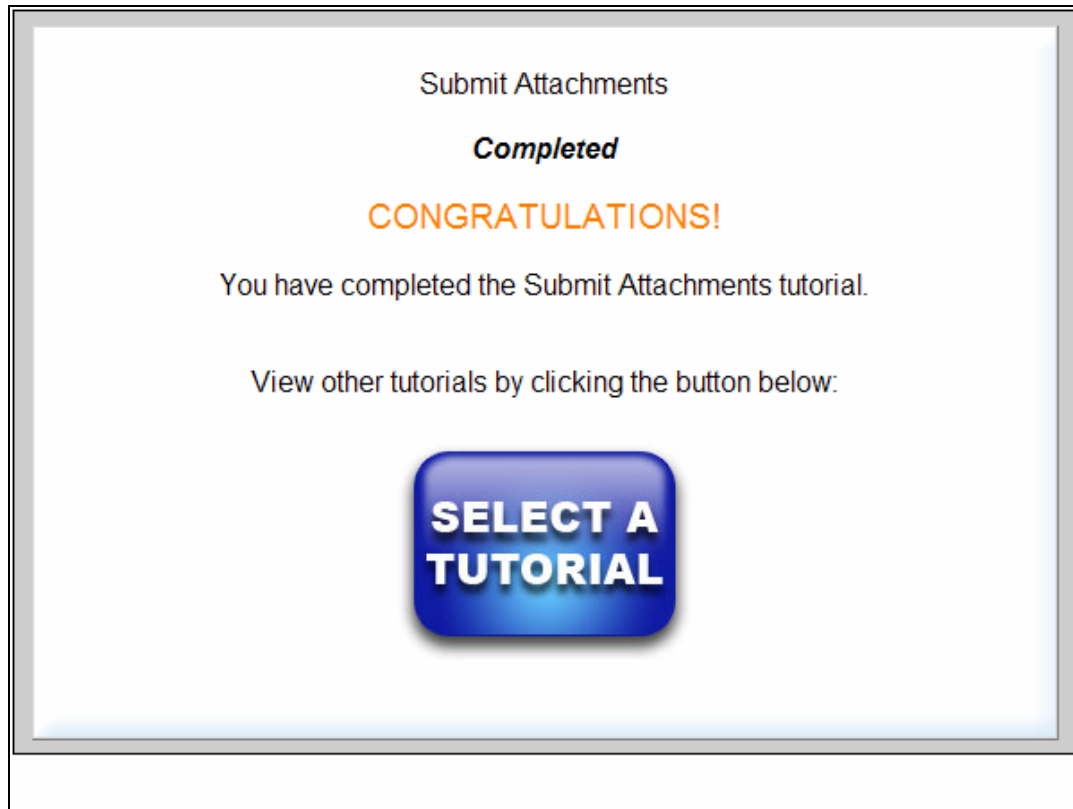 Submit Attachments
Completed
CONGRATULATIONS!
You have completed the Submit Attachments tutorial.
View other tutorials by clicking the button below:
SELECT A
TUTORIAL